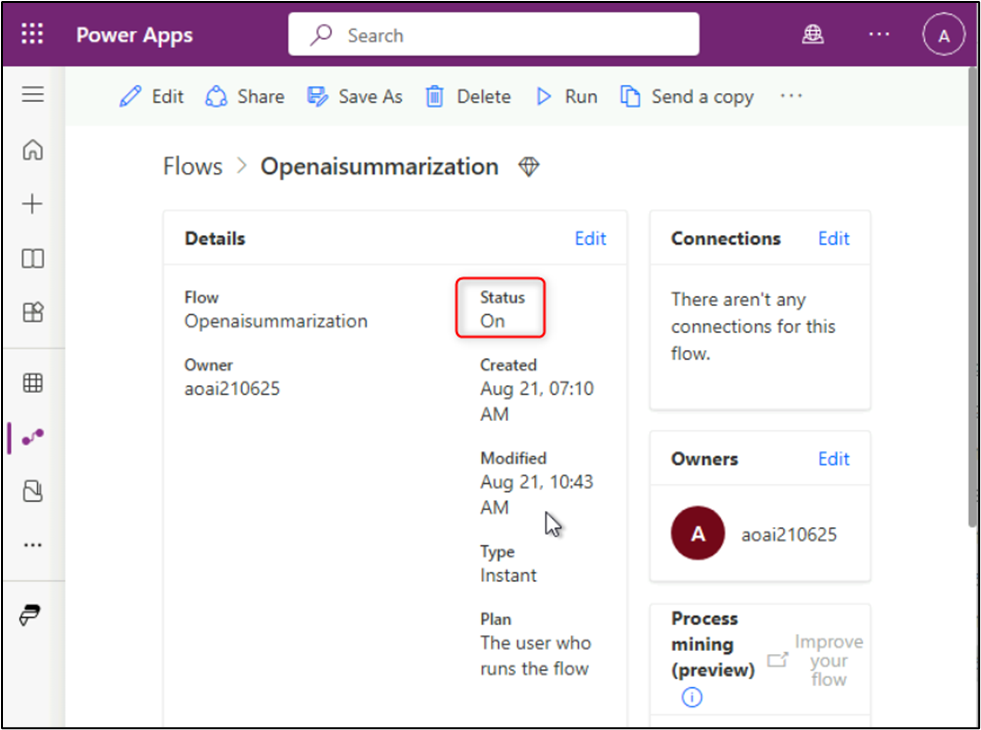 Power Apps
Search
A
Edit
Share
Save As
Delete
Run
Send a copy
Flows > Openaisummarization
Details
Edit
Flow
Openaisummarization
Owner
aoai210625
Status
On
Created
Aug 21, 07:10
AM
Modified
Aug 21, 10:43
AM
Type
Instant
Plan
The user who
runs the flow
Connections
Edit
There aren't any
connections for this
flow.
Owners
Edit
A
aoai210625
Process
mining
(preview)
Improve
your
flow